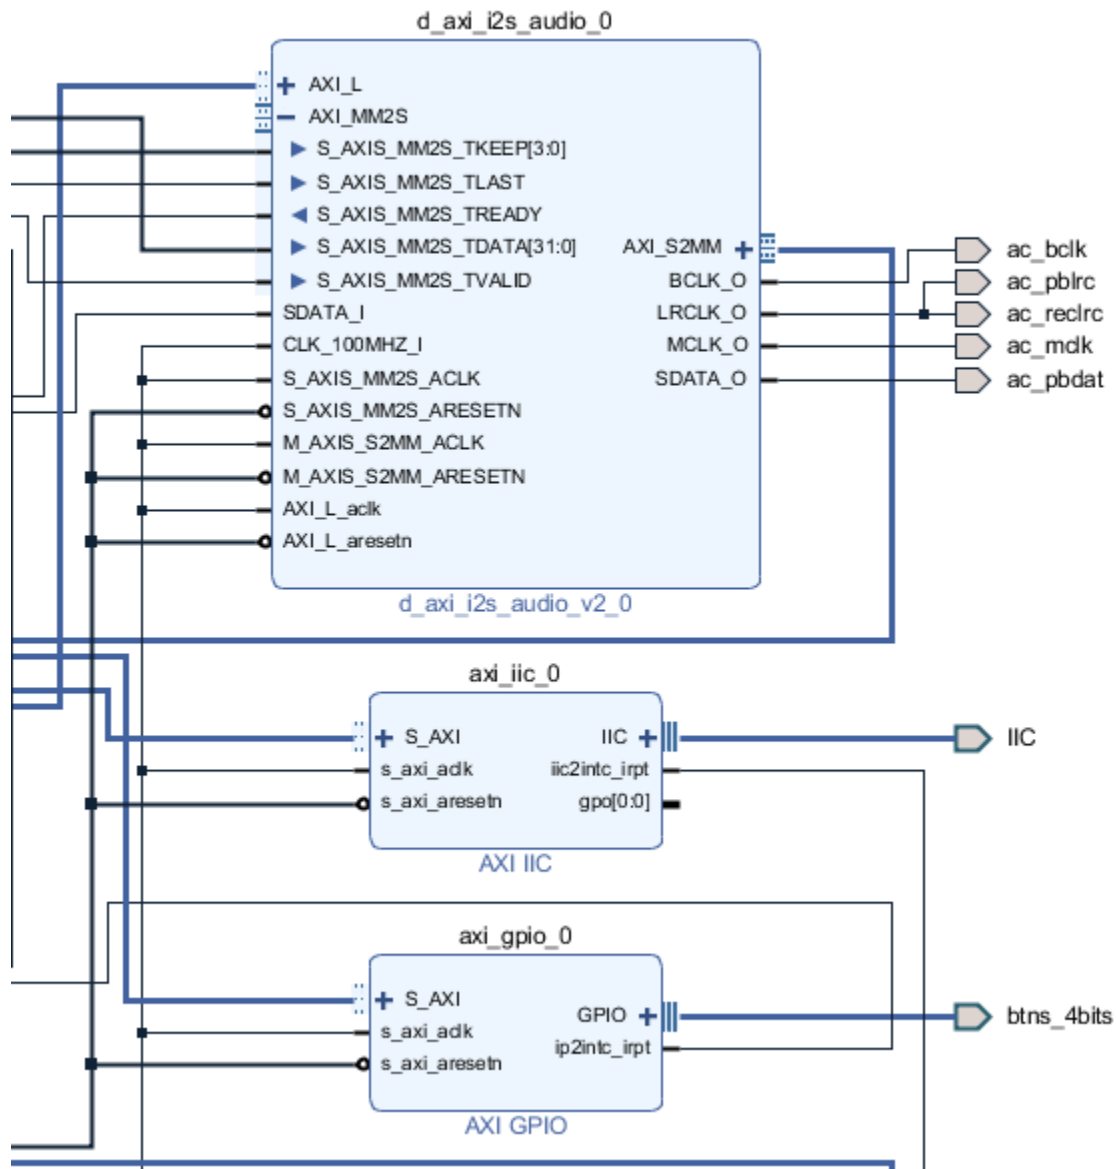 d_axi_i2s_audio_0
AXI_L
AXI_MM2S
S_AXIS_MM2S_TKEEP[3:0]
S_AXIS_MM2S_TLAST
S_AXIS_MM2S_TREADY
S_AXIS_MM2S_TDATA[31:0]
S_AXIS_MM2S_TVALID
SDATA_I
CLK_100MHZ_I
S_AXIS_MM2S_ACLK
S_AXIS_MM2S_ARESETN
M_AXIS_S2MM_ACLK
M_AXIS_S2MM_ARESETN
AXI_L_aclk
AXI_L_aresetn
AXI_S2MM
BCLK_O
LRCLK_O
MCLK_O
SDATA_O
ac_bclk
ac_pblrc
ac_reclrc
ac_mclk
ac_pbdat
d_axi_i2s_audio_v2_0
axi_iic_0
S_AXI
s_axi_aclk
s_axi_aresetn
IIC
iic2intc_irpt
gpo[0:0]
IIC
AXI IIC
axi_gpio_0
S_AXI
s_axi_aclk
s_axi_aresetn
GPIO
ip2intc_irpt
btns_4bits
AXI GPIO